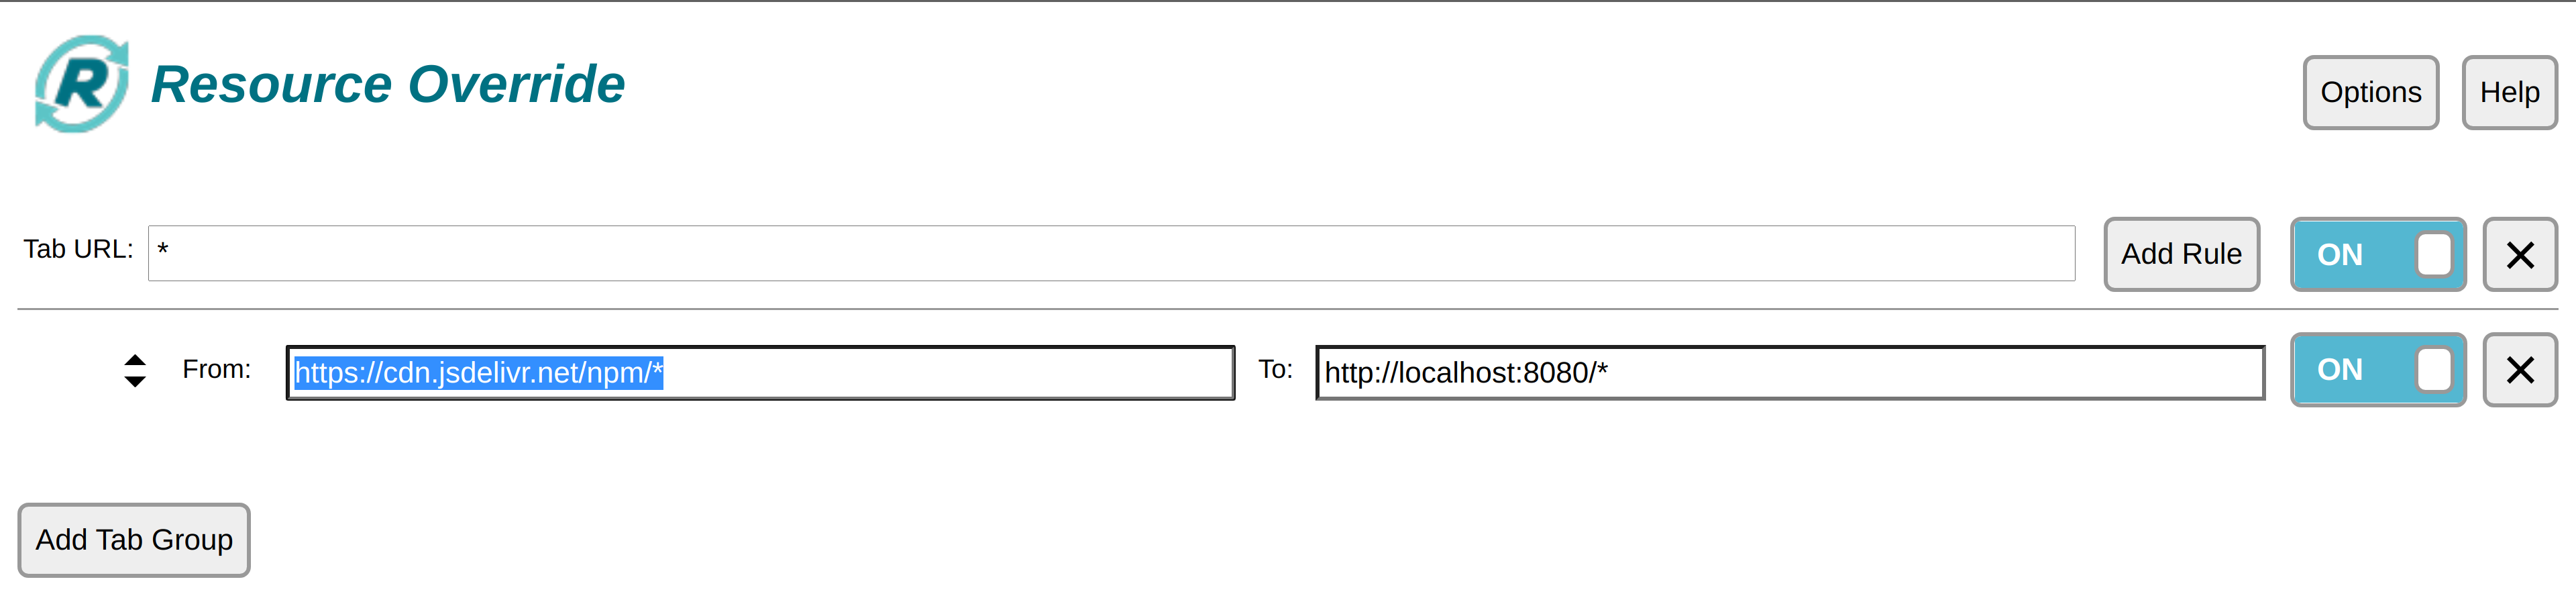 Resource Override
Options Help
Tab URL: * Add Rule ON
From: https://cdn.jsdelivr.net/npm/* To: http://localhost:8080/* ON
Add Tab Group